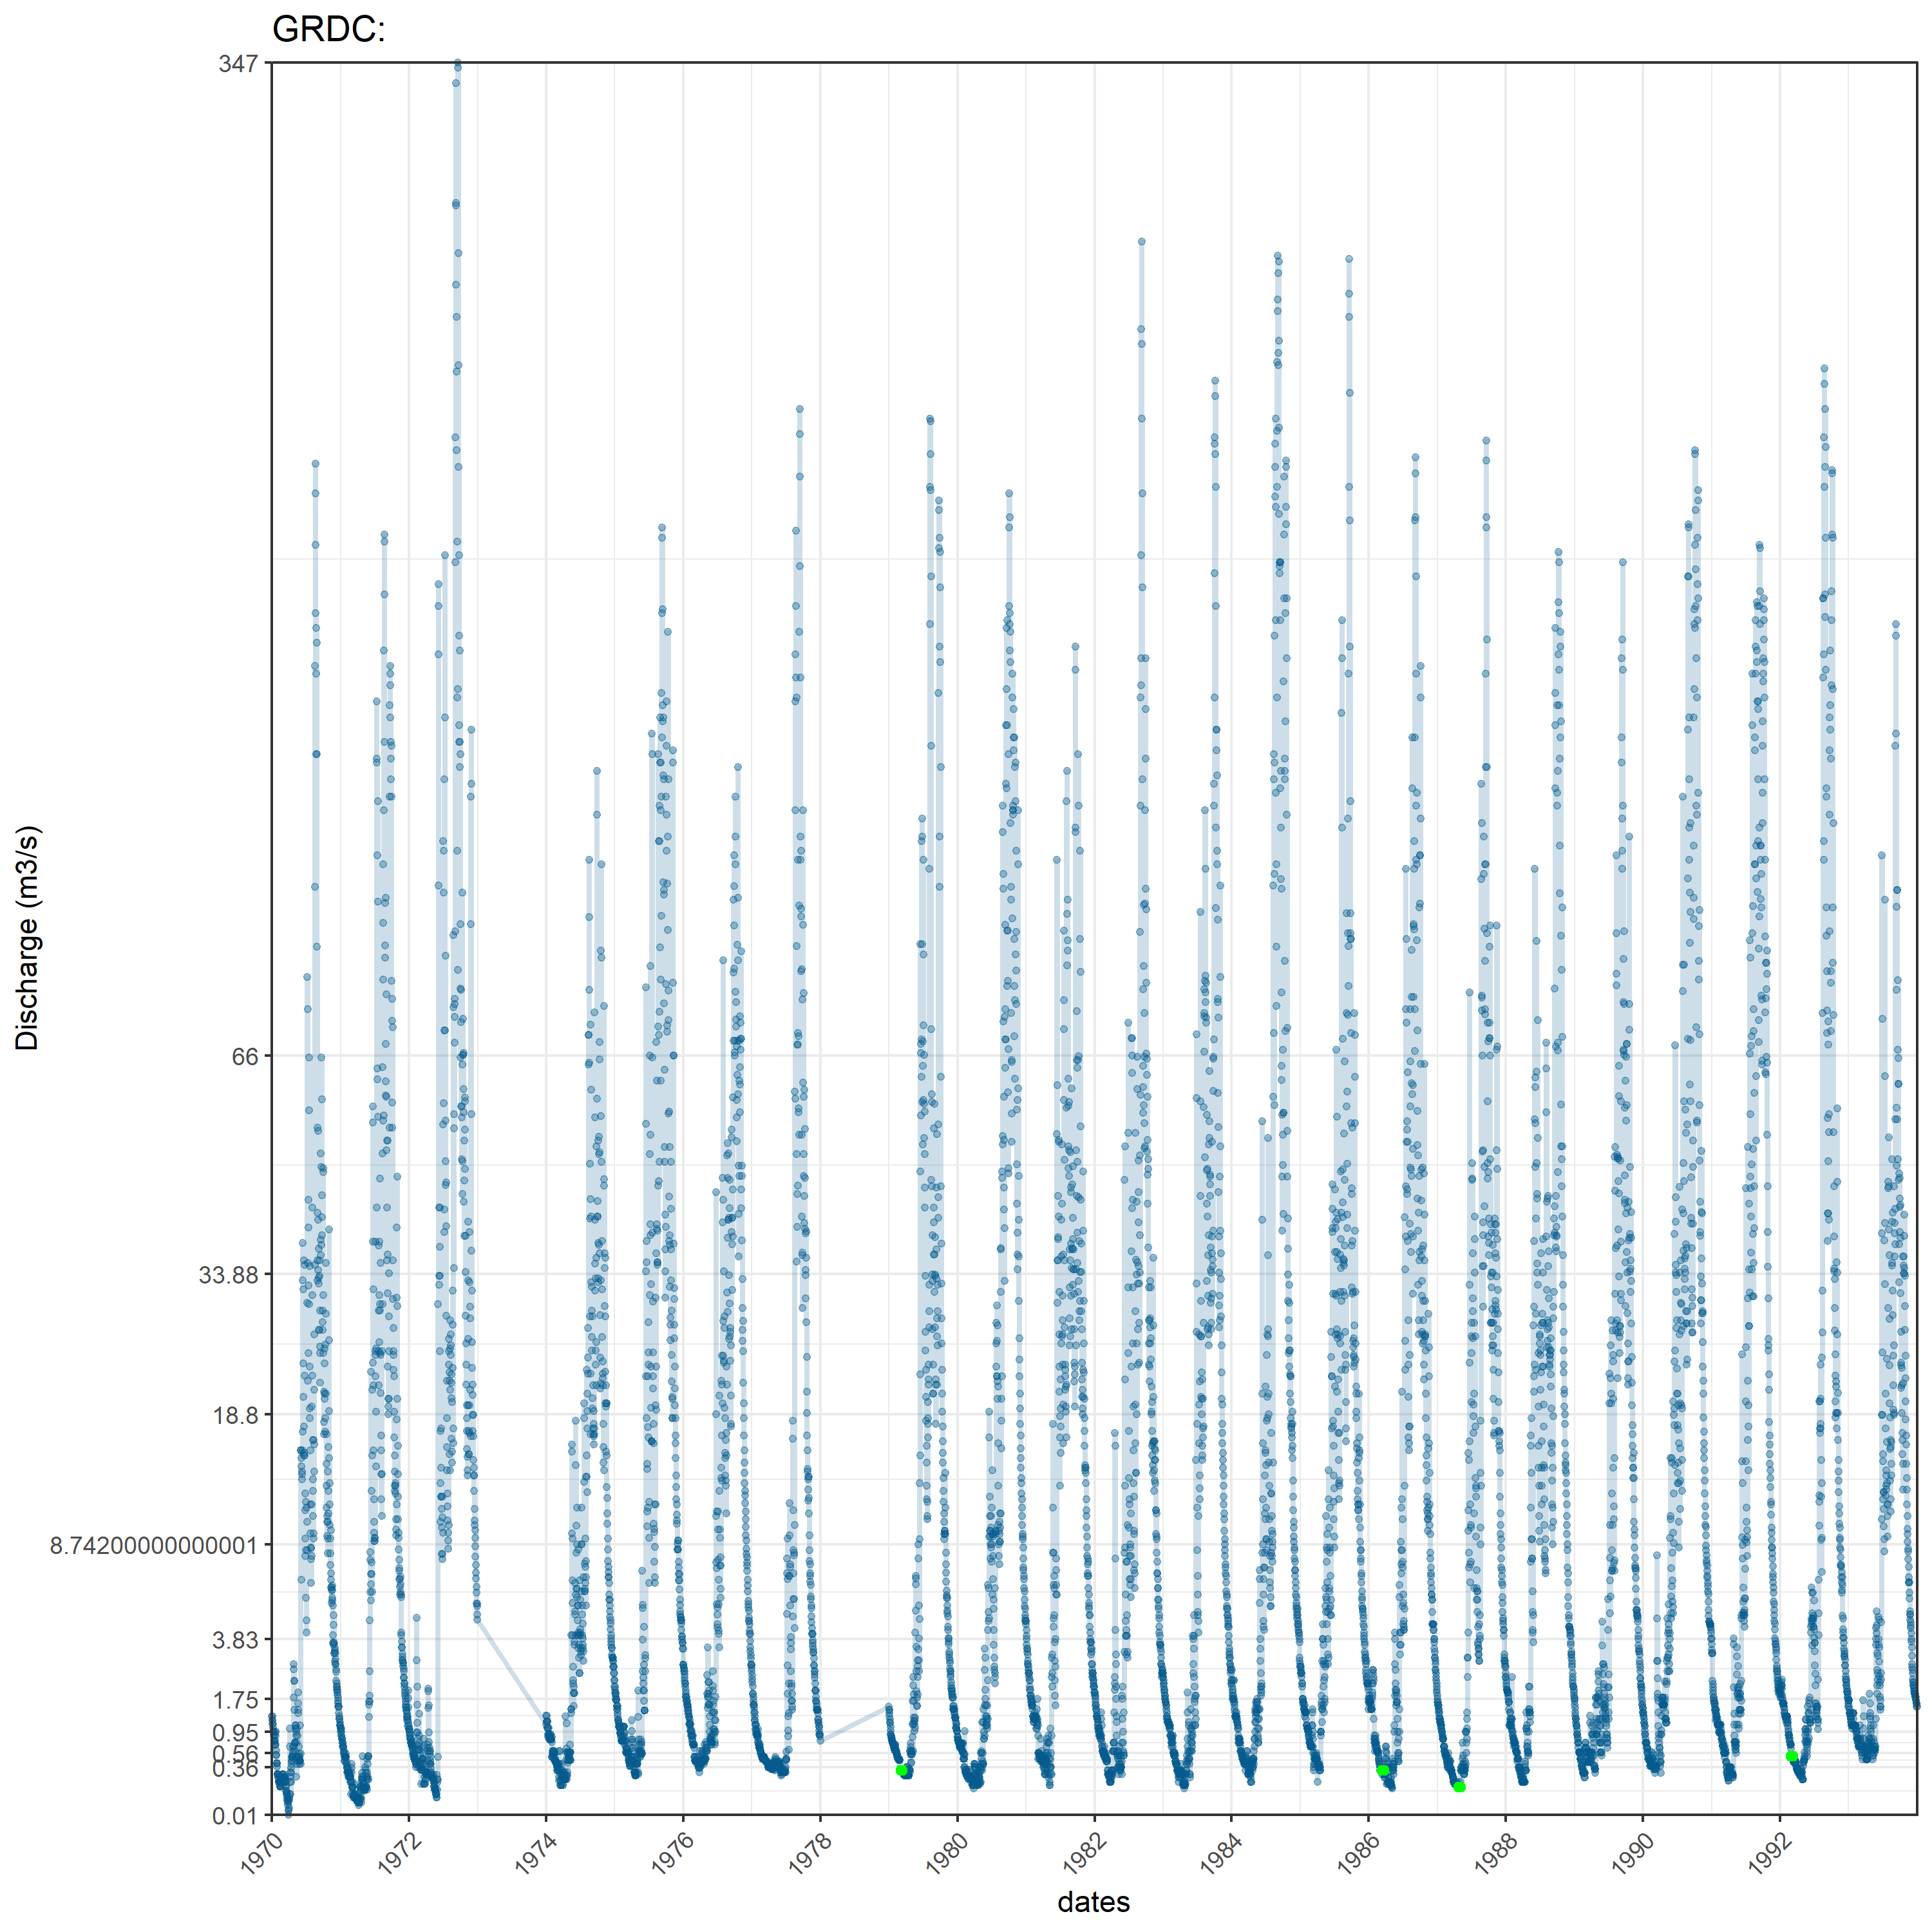 GRDC:
347
66
33.88
18.8
8.74200000000001
3.83
1.75
0.95
0.56
0.36
0.01
Discharge (m3/s)
1970 1972 1974 1976 1978 1980 1982 1984 1986 1988 1990 1992
dates